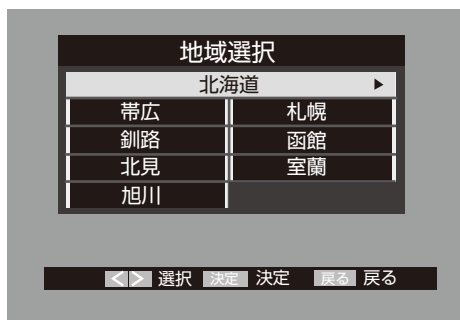 地域選択
北海道
帯広 札幌
釧路 函館
北見 室蘭
旭川
選択 決定 決定 戻る 戻る